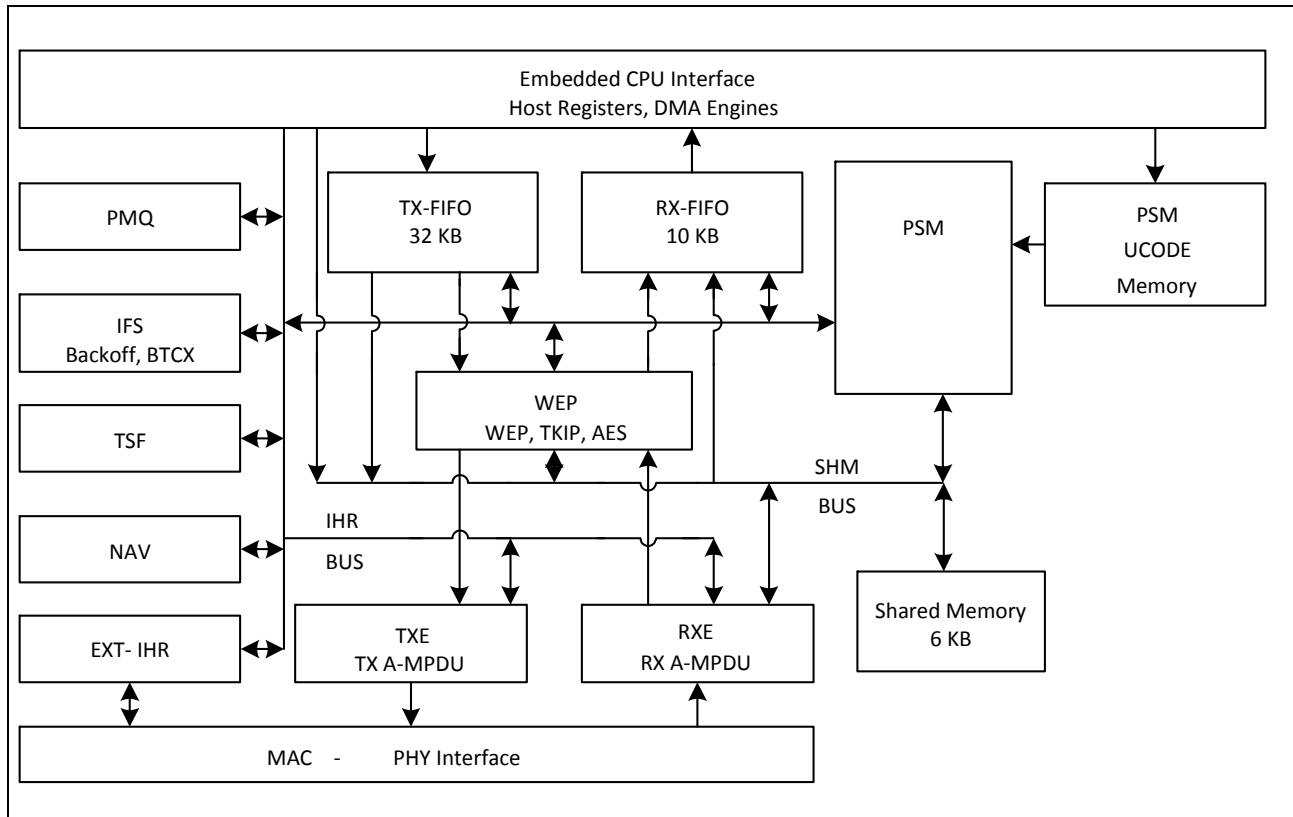 Embedded CPU Interface
Host Registers, DMA Engines
PMQ
TX-FIFO
32 KB
RX-FIFO
10 KB
PSM
PSM
UCODE
Memory
IFS
Backoff, BTCX
WEP
WEP, TKIP, AES
TSF
SHM
BUS
IHR
BUS
NAV
Shared Memory
6 KB
EXT- IHR
TXE
TX A-MPDU
RXE
RX A-MPDU
MAC - PHY Interface